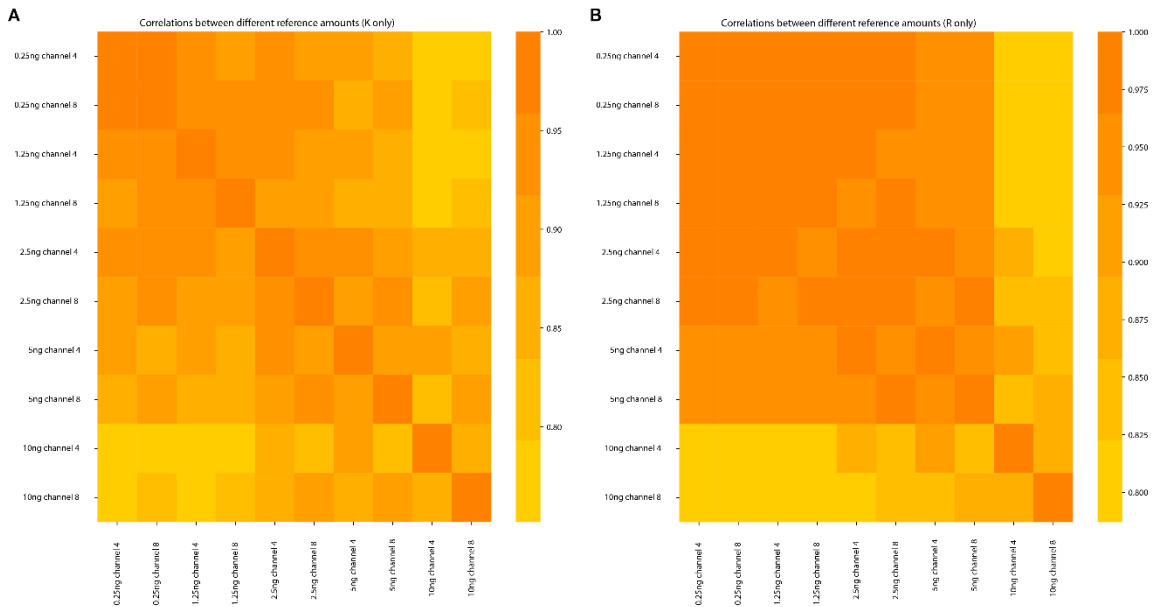 A
Correlations between different reference amounts (K only)
0.25ng channel 4
0.25ng channel 8
1.25ng channel 4
1.25ng channel 8
2.5ng channel 4
2.5ng channel 8
5ng channel 4
5ng channel 8
10ng channel 4
10ng channel 8
0.25ng channel 4
0.25ng channel 8
1.25ng channel 4
1.25ng channel 8
2.5ng channel 4
2.5ng channel 8
5ng channel 4
5ng channel 8
10ng channel 4
10ng channel 8
1.00
0.95
0.90
0.85
0.80
B
Correlations between different reference amounts (R only)
0.25ng channel 4
0.25ng channel 8
1.25ng channel 4
1.25ng channel 8
2.5ng channel 4
2.5ng channel 8
5ng channel 4
5ng channel 8
10ng channel 4
10ng channel 8
0.25ng channel 4
0.25ng channel 8
1.25ng channel 4
1.25ng channel 8
2.5ng channel 4
2.5ng channel 8
5ng channel 4
5ng channel 8
10ng channel 4
10ng channel 8
1.000
0.975
0.950
0.925
0.900
0.875
0.850
0.825
0.800